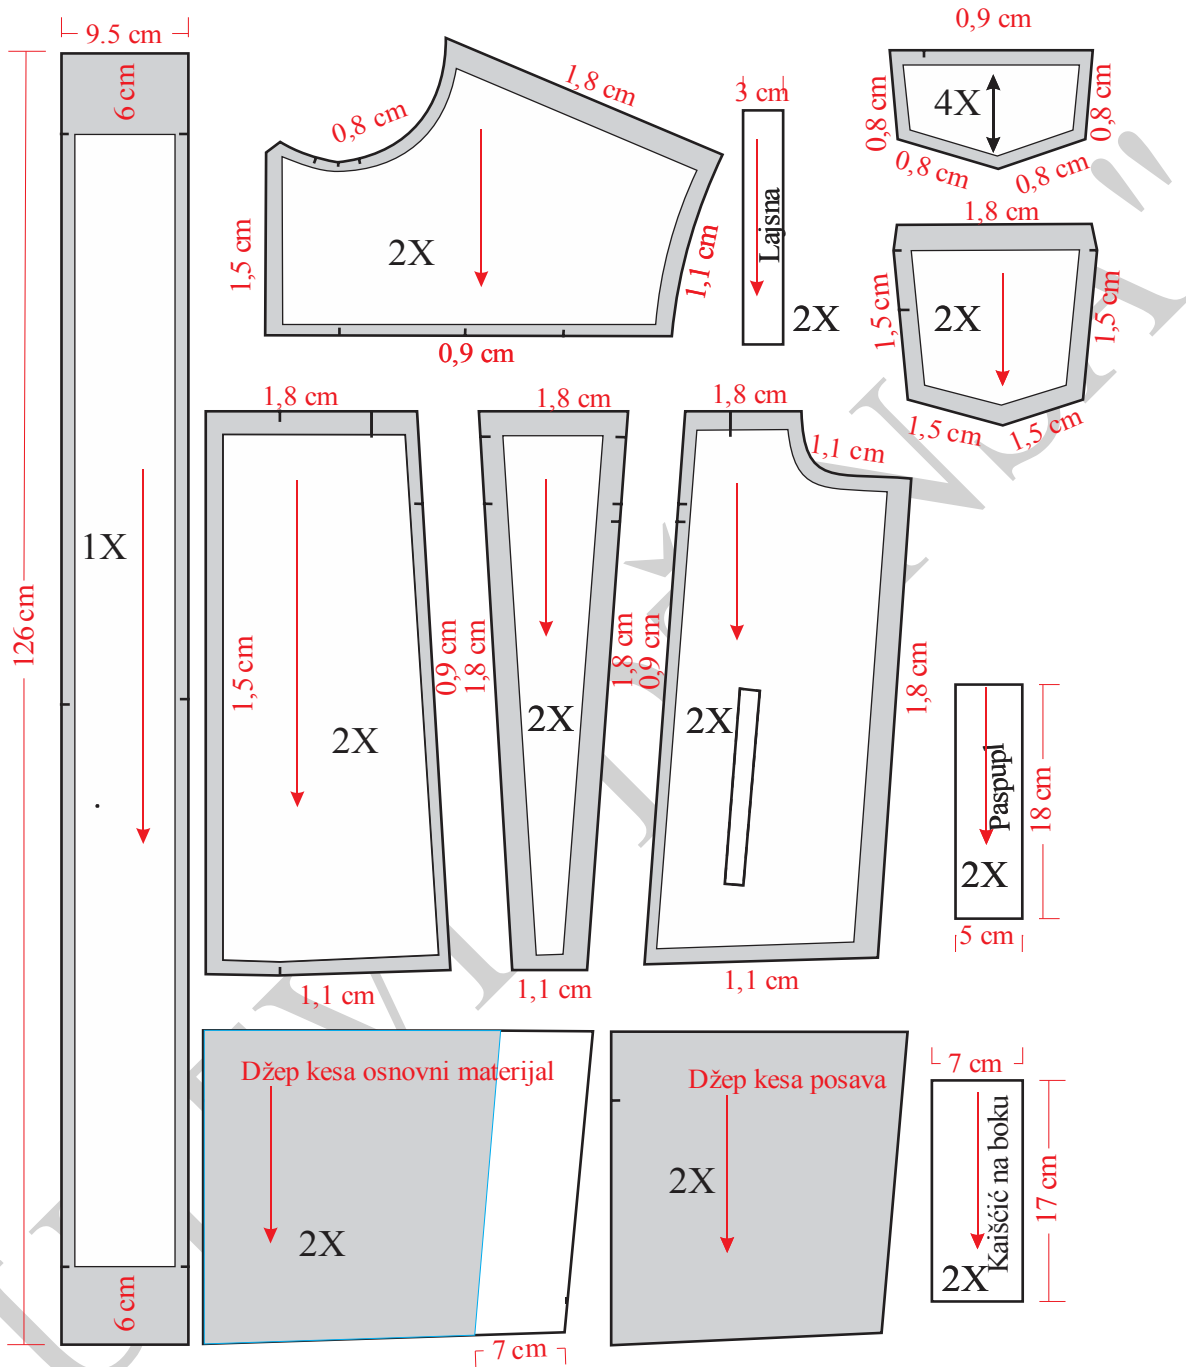 9.5 cm
6 cm
126 cm
1X
6 cm
0,8 cm
1,8 cm
1,5 cm
2X
1,1 cm
0,9 cm
3 cm
Lajsna
2X
0,9 cm
0,8 cm
4X
0,8 cm
0,8 cm
0,8 cm
1,8 cm
1,5 cm
2X
1,5 cm
1,5 cm
1,5 cm
1,8 cm
1,5 cm
2X
0,9 cm
1,1 cm
1,8 cm
1,8 cm
2X
1,8 cm
1,1 cm
1,8 cm
1,1 cm
0,9 cm
2X
1,8 cm
1,1 cm
Paspupl
2X
18 cm
5 cm
Džep kesa osnovni materijal
2X
7 cm
Džep kesa posava
2X
7 cm
Kaišćić na boku
2X
17 cm